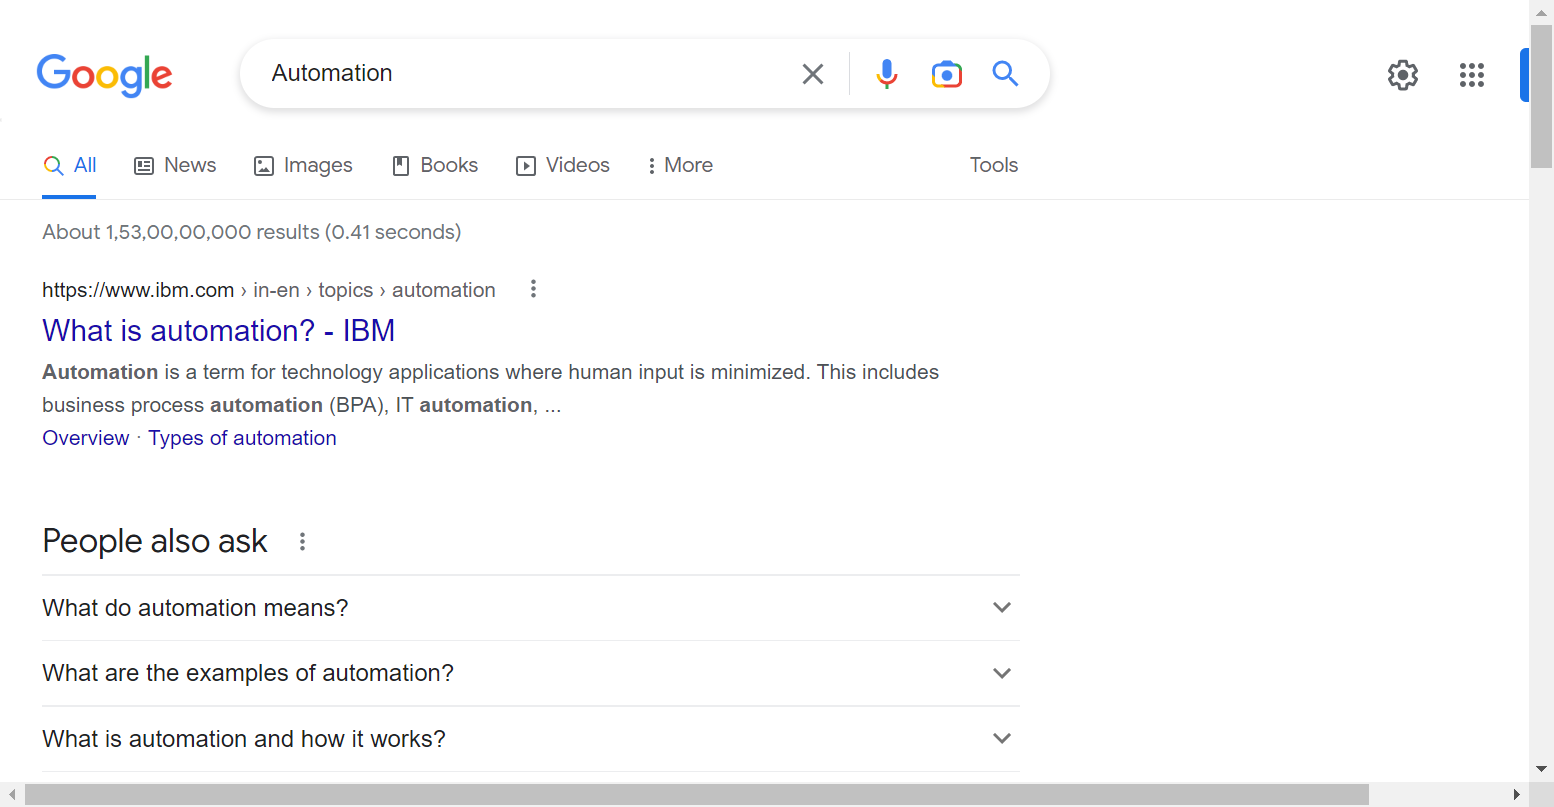 Google
Automation
All
News
Images
Books
Videos
More
Tools
About 1,53,00,00,000 results (0.41 seconds)
https://www.ibm.com › in-en › topics › automation
What is automation? - IBM
Automation is a term for technology applications where human input is minimized. This includes
business process automation (BPA), IT automation, ...
Overview · Types of automation
People also ask
What do automation means?
What are the examples of automation?
What is automation and how it works?